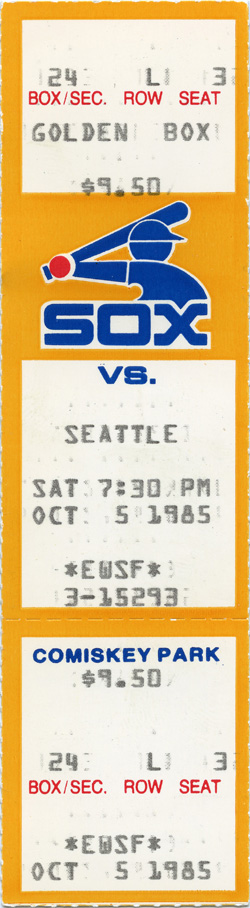 24 L 3
BOX/SEC. ROW SEAT
GOLDEN BOX
$9.50
SOX
VS.
SEATTLE
SAT 7:30 PM
OCT 5 1985
*EWSF*
3-15293
COMISKEY PARK
$9.50
24 L 3
BOX/SEC. ROW SEAT
*EWSF*
OCT 5 1985